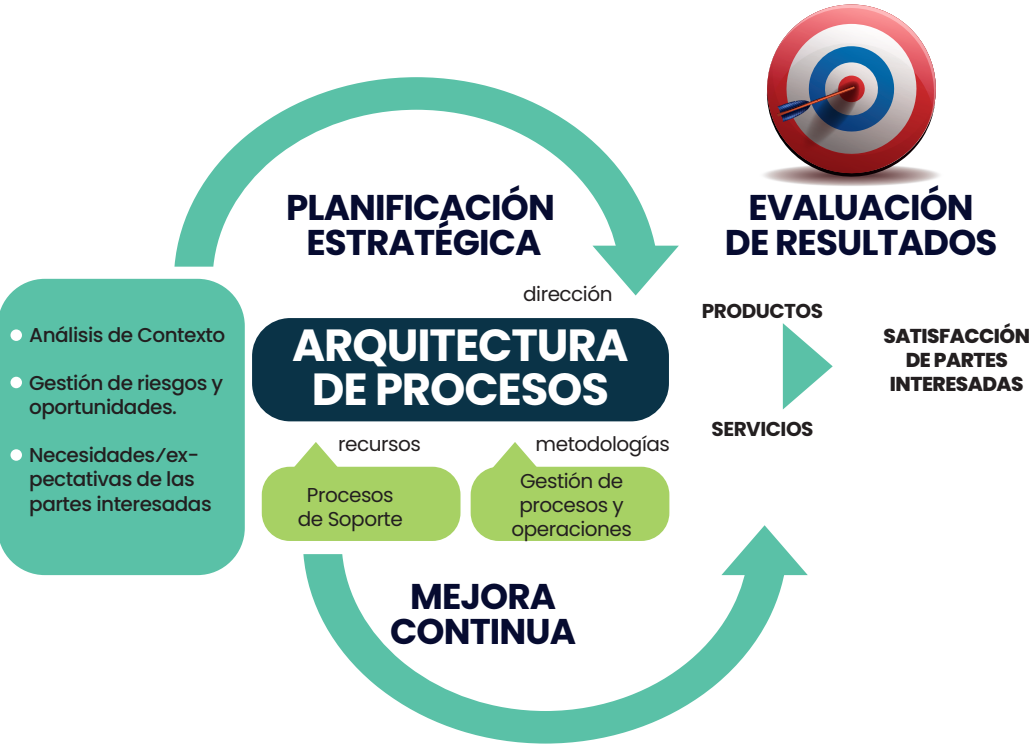 PLANIFICACIÓN
ESTRATÉGICA
EVALUACIÓN
DE RESULTADOS
Análisis de Contexto
Gestión de riesgos y
oportunidades.
Necesidades/ex-
pectativas de las
partes interesadas
dirección
ARQUITECTURA
DE PROCESOS
recursos
metodologías
Procesos
de Soporte
Gestión de
procesos y
operaciones
PRODUCTOS
SERVICIOS
SATISFACCIÓN
DE PARTES
INTERESADAS
MEJORA
CONTINUA